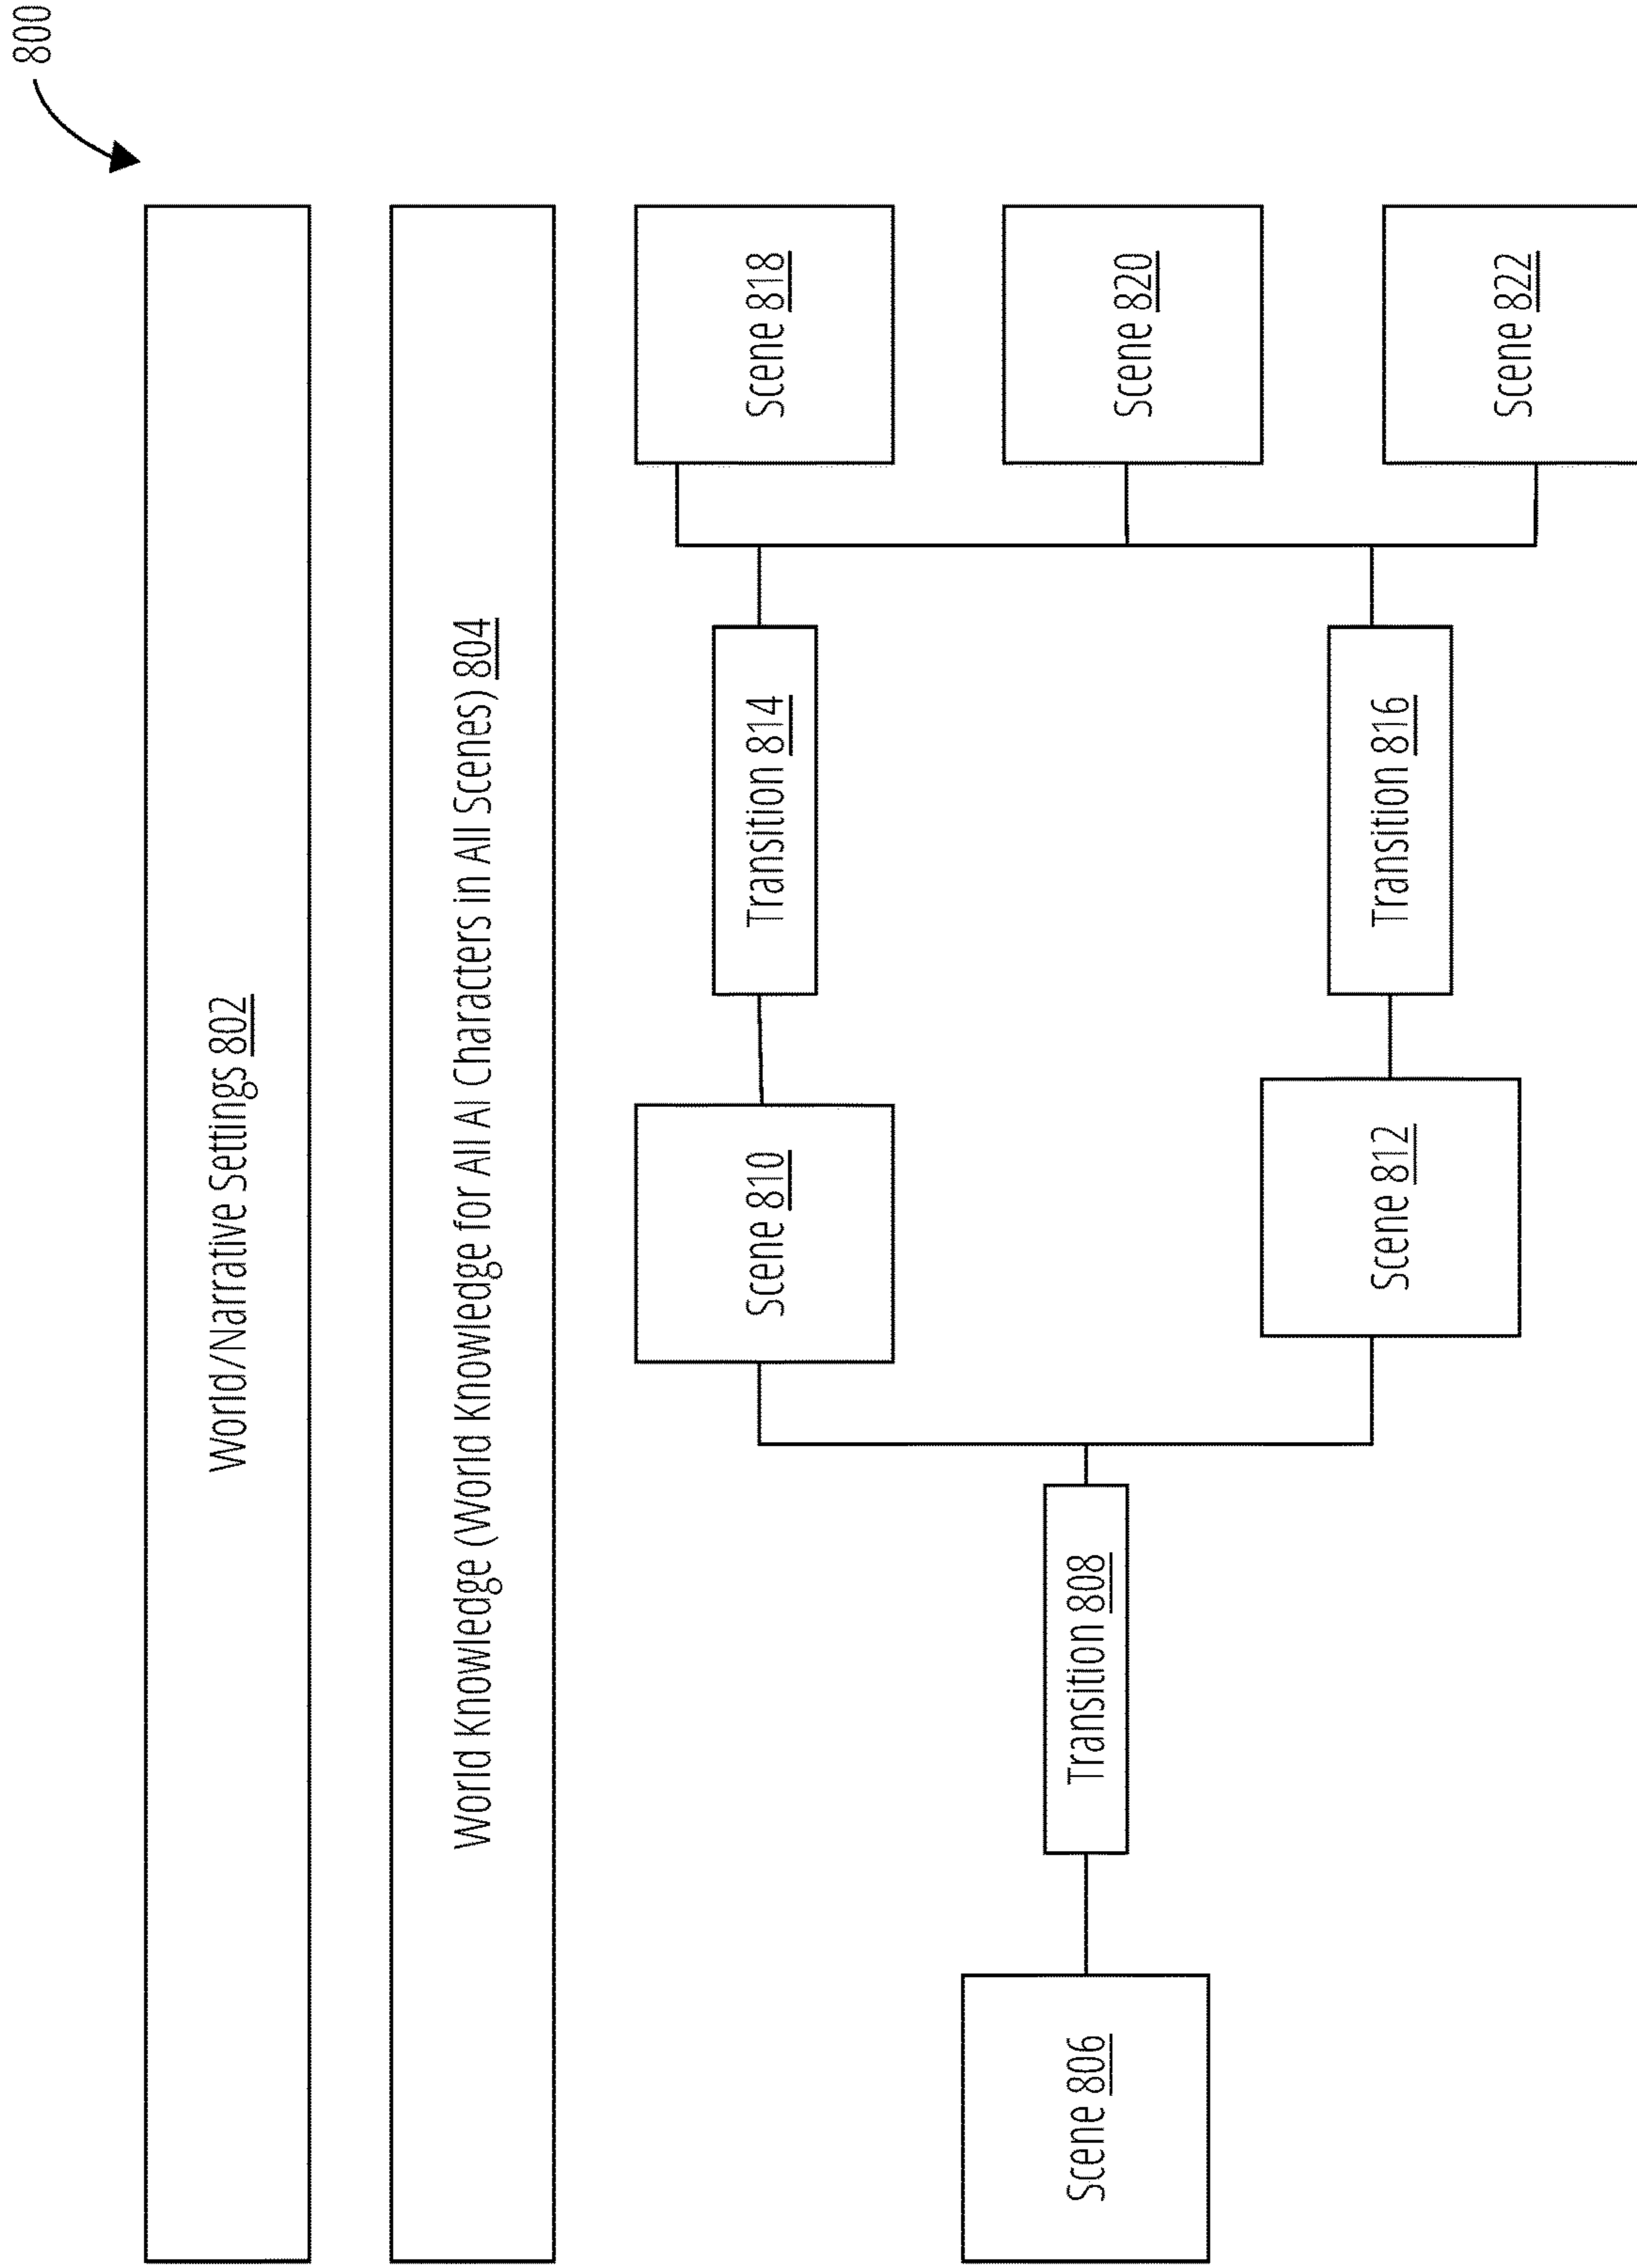 800
World/Narrative Settings 802
World Knowledge (World Knowledge for All AI Characters in All Scenes) 804
Scene 806
Transition 808
Scene 810
Scene 812
Transition 814
Transition 816
Scene 818
Scene 820
Scene 822